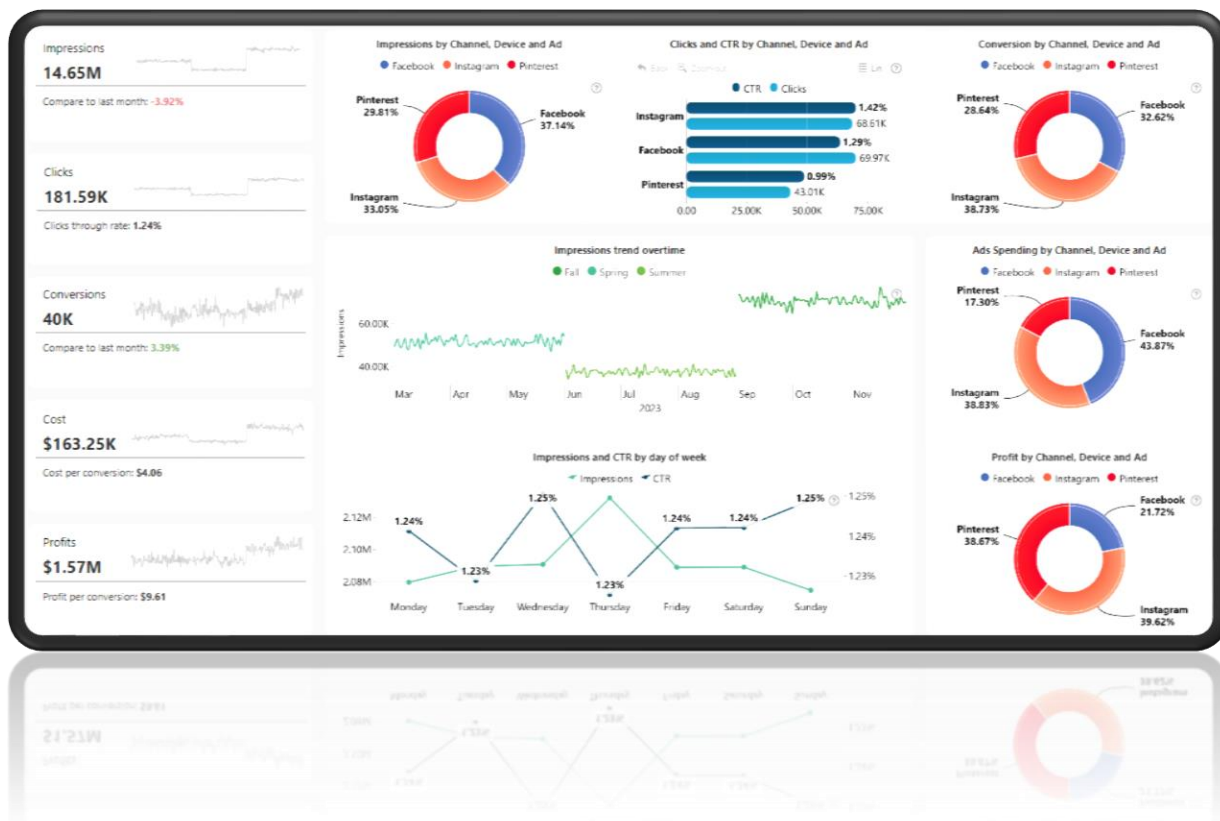 Impressions
14.65M
Compare to last month: -3.92%
Clicks
181.59K
Clicks through rate: 1.24%
Conversions
40K
Compare to last month: 3.39%
Cost
$163.25K
Cost per conversion: $4.06
Profits
$1.57M
Profit per conversion: $9.61
Impressions by Channel, Device and Ad
Facebook Instagram Pinterest
Pinterest
29.81%
Facebook
37.14%
Instagram
33.05%
Clicks and CTR by Channel, Device and Ad
Back Zoom out Lin
CTR Clicks
Instagram
1.42%
68.61K
Facebook
1.29%
69.97K
Pinterest
0.99%
43.01K
0.00 25.00K 50.00K 75.00K
Conversion by Channel, Device and Ad
Facebook Instagram Pinterest
Pinterest
28.64%
Facebook
32.62%
Instagram
38.73%
Impressions trend overtime
Fall Spring Summer
Impressions
60.00K
40.00K
Mar Apr May Jun Jul Aug Sep Oct Nov
2023
Ads Spending by Channel, Device and Ad
Facebook Instagram Pinterest
Pinterest
17.30%
Facebook
43.87%
Instagram
38.83%
Impressions and CTR by day of week
Impressions CTR
2.12M
2.10M
2.08M
1.24%
1.23%
1.25%
1.23%
1.24%
1.24%
1.25%
1.25%
1.24%
1.23%
Monday Tuesday Wednesday Thursday Friday Saturday Sunday
Profit by Channel, Device and Ad
Facebook Instagram Pinterest
Facebook
21.72%
Pinterest
38.67%
Instagram
39.62%